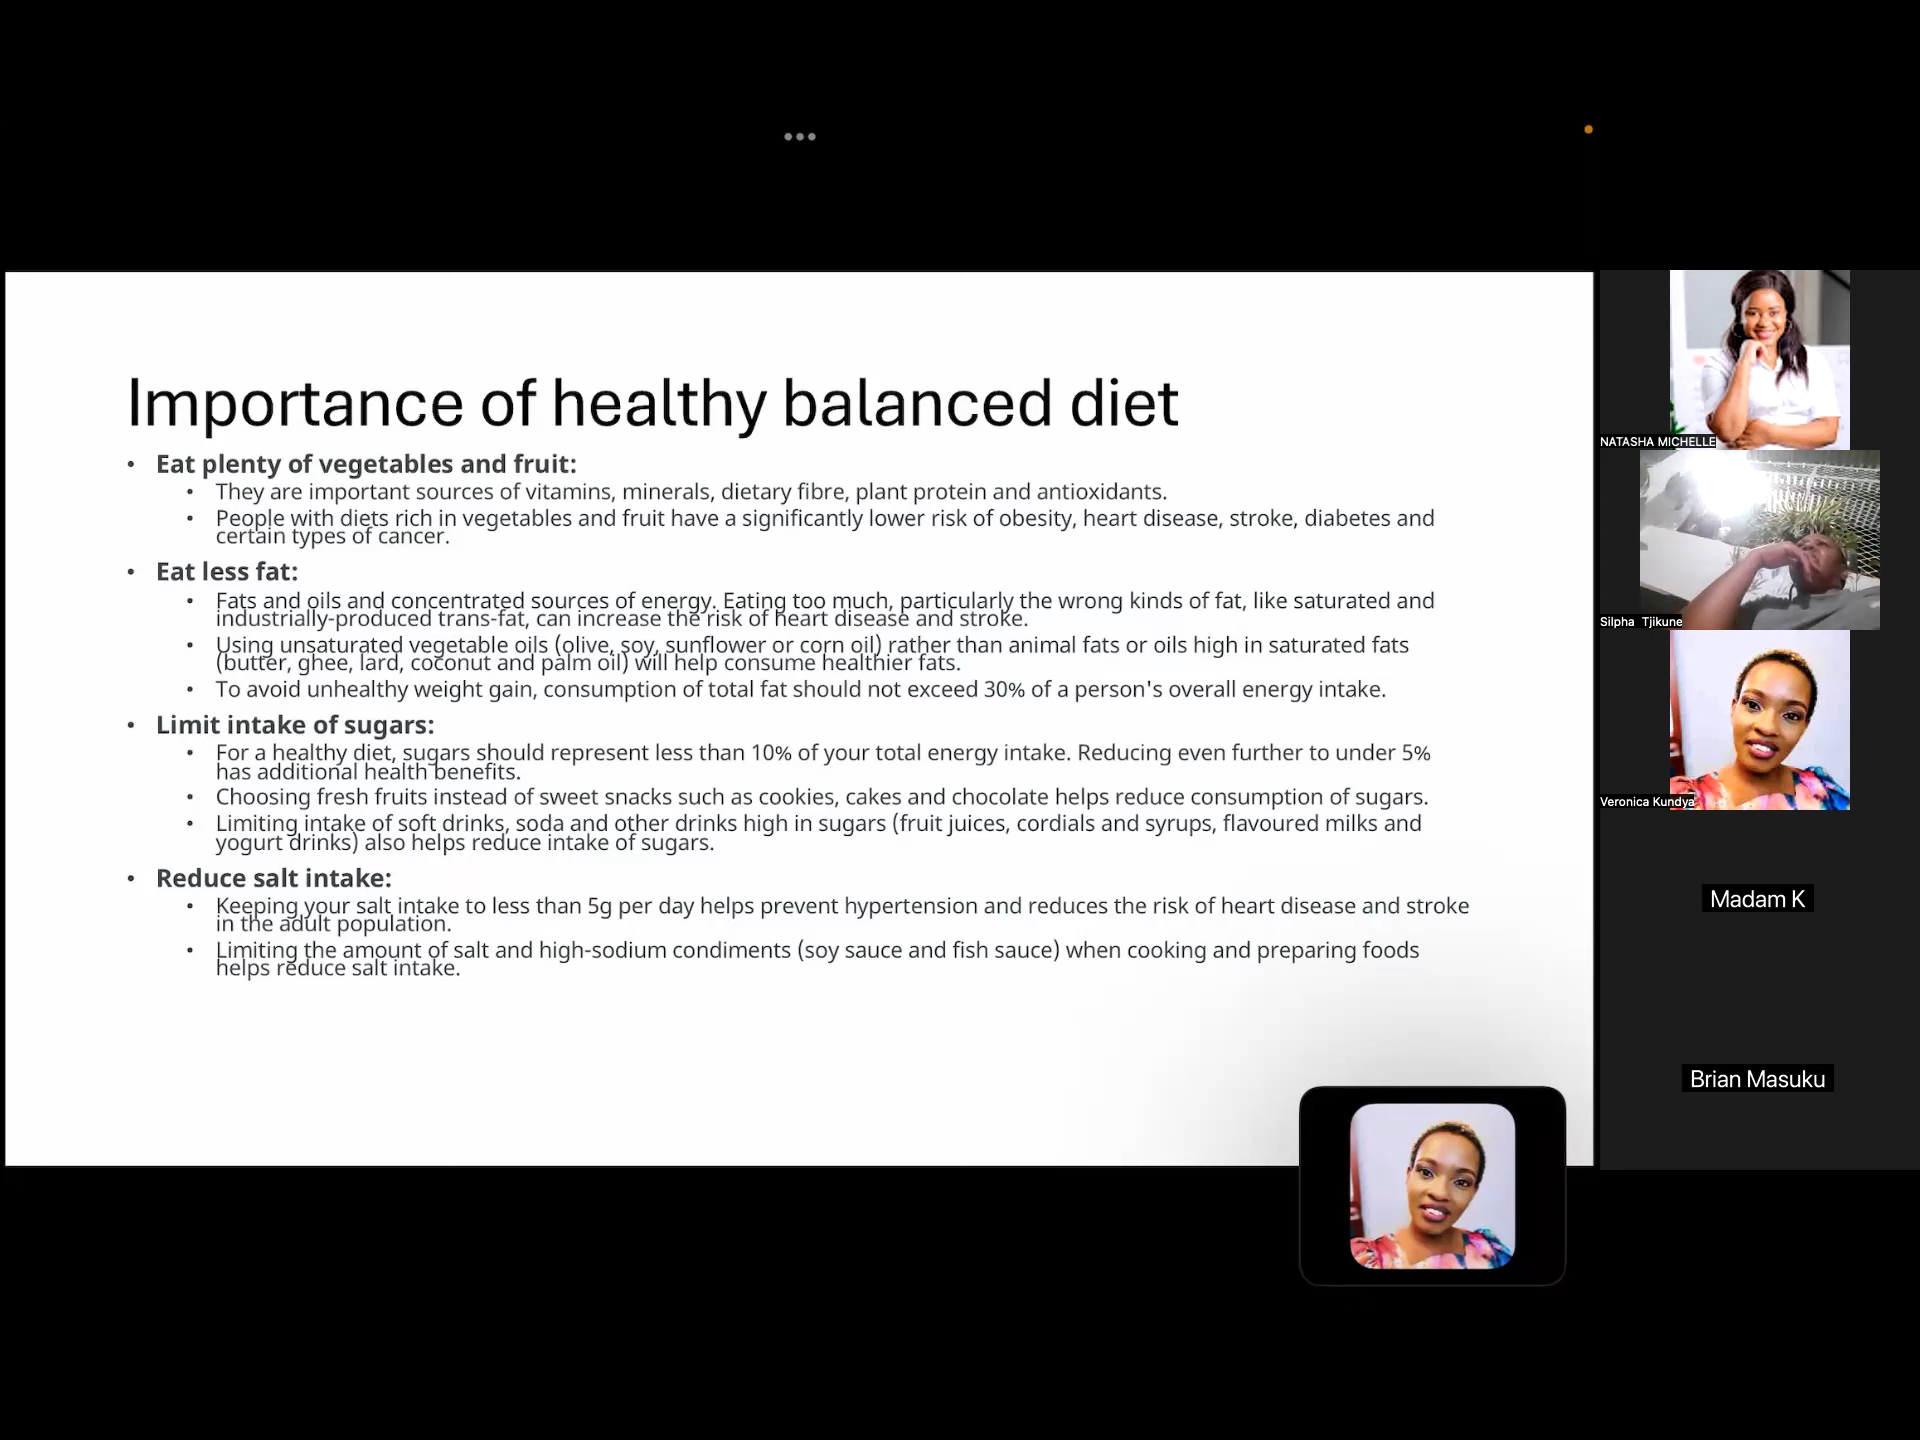 Importance of healthy balanced diet
• Eat plenty of vegetables and fruit:
• They are important sources of vitamins, minerals, dietary fibre, plant protein and antioxidants.
• People with diets rich in vegetables and fruit have a significantly lower risk of obesity, heart disease, stroke, diabetes and
certain types of cancer.
• Eat less fat:
• Fats and oils and concentrated sources of energy. Eating too much, particularly the wrong kinds of fat, like saturated and
industrially-produced trans-fat, can increase the risk of heart disease and stroke.
• Using unsaturated vegetable oils (olive, soy, sunflower or corn oil) rather than animal fats or oils high in saturated fats
(butter, ghee, lard, coconut and palm oil) will help consume healthier fats.
• To avoid unhealthy weight gain, consumption of total fat should not exceed 30% of a person's overall energy intake.
• Limit intake of sugars:
• For a healthy diet, sugars should represent less than 10% of your total energy intake. Reducing even further to under 5%
has additional health benefits.
• Choosing fresh fruits instead of sweet snacks such as cookies, cakes and chocolate helps reduce consumption of sugars.
• Limiting intake of soft drinks, soda and other drinks high in sugars (fruit juices, cordials and syrups, flavoured milks and
yogurt drinks) also helps reduce intake of sugars.
• Reduce salt intake:
• Keeping your salt intake to less than 5g per day helps prevent hypertension and reduces the risk of heart disease and stroke
in the adult population.
• Limiting the amount of salt and high-sodium condiments (soy sauce and fish sauce) when cooking and preparing foods
helps reduce salt intake.
NATASHA MICHELLE
Silpha Tjikune
Veronica Kundya
Madam K
Brian Masuku